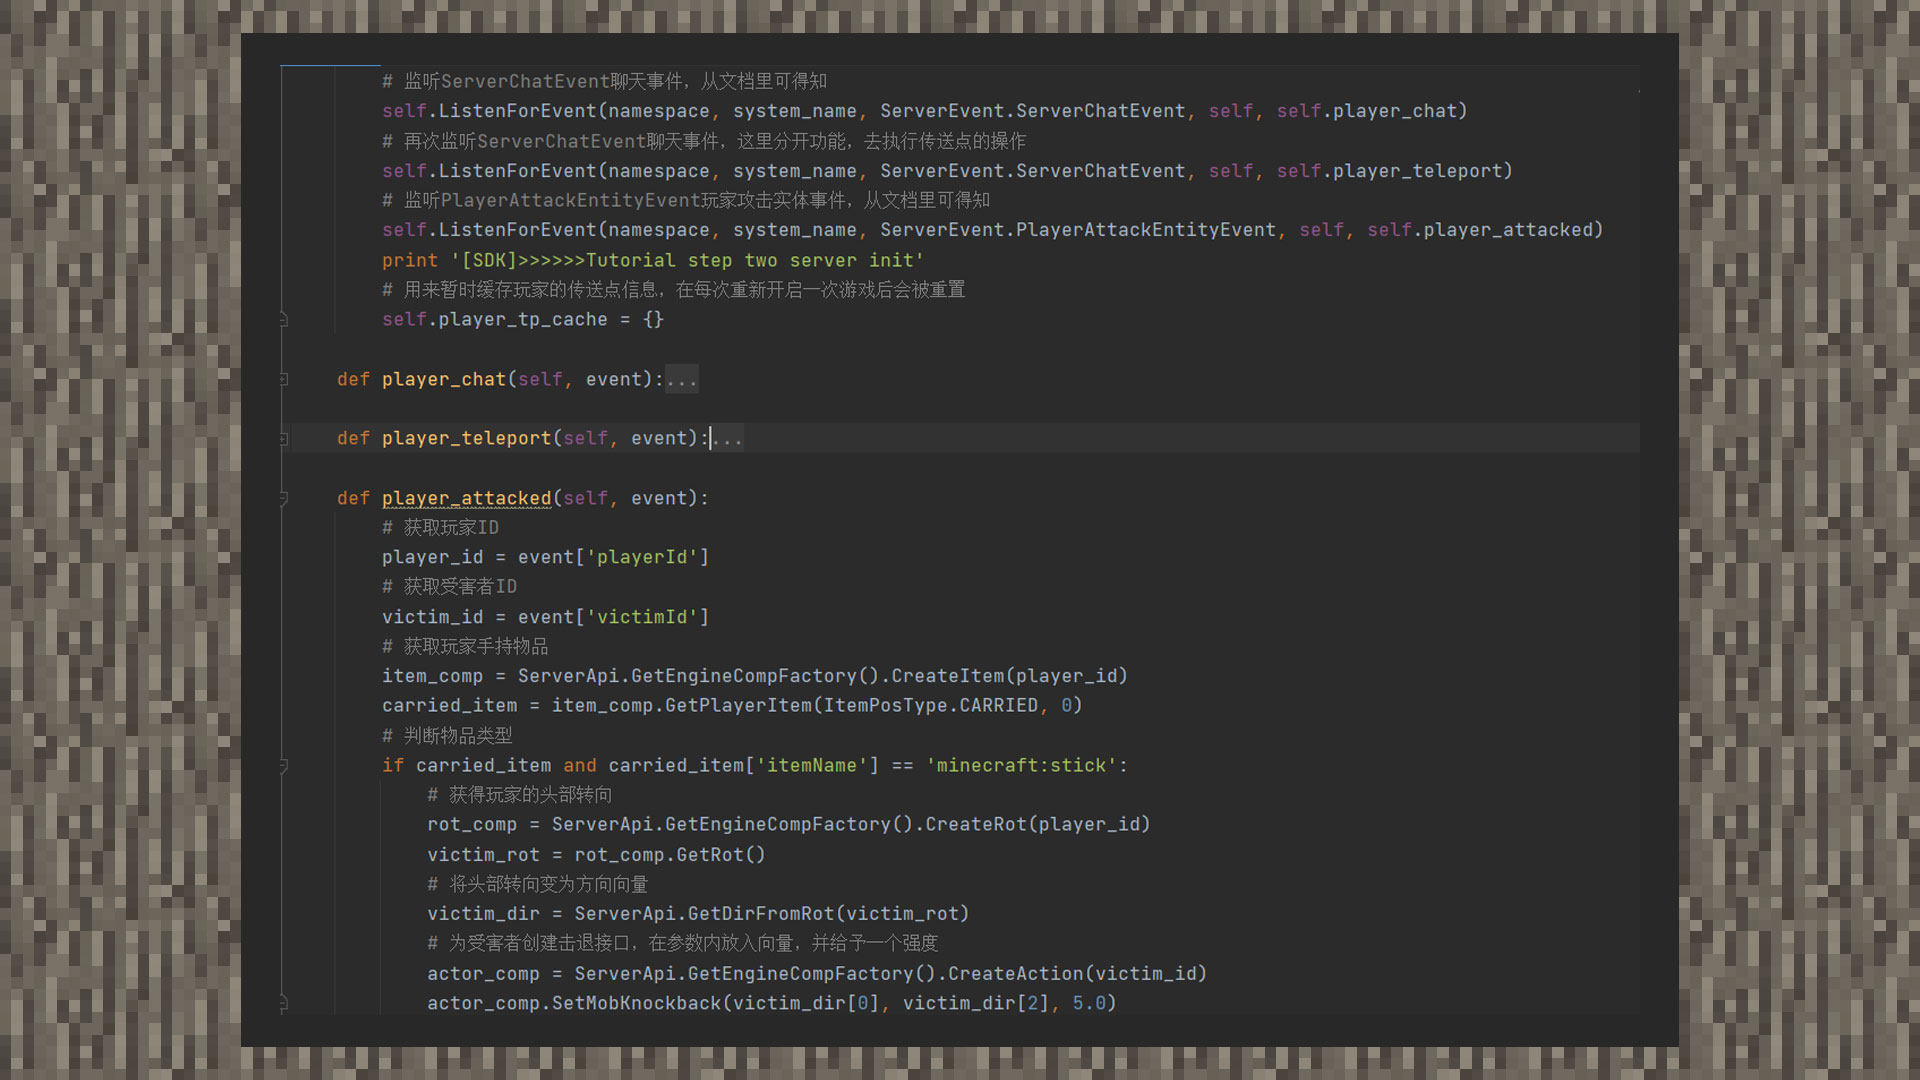 # 监听ServerChatEvent聊天事件，从文档里可得知
self.ListenForEvent(namespace, system_name, ServerEvent.ServerChatEvent, self, self.player_chat)
# 再次监听ServerChatEvent聊天事件，这里分开功能，去执行传送点的操作
self.ListenForEvent(namespace, system_name, ServerEvent.ServerChatEvent, self, self.player_teleport)
# 监听PlayerAttackEntityEvent玩家攻击实体事件，从文档里可得知
self.ListenForEvent(namespace, system_name, ServerEvent.PlayerAttackEntityEvent, self, self.player_attacked)
print '[SDK]>>>>>>Tutorial step two server init'
# 用来暂时缓存玩家的传送点信息，在每次重新开启一次游戏后会被重置
self.player_tp_cache = {}
def player_chat(self, event):...
def player_teleport(self, event):...
def player_attacked(self, event):
# 获取玩家ID
player_id = event['playerId']
# 获取受害者ID
victim_id = event['victimId']
# 获取玩家手持物品
item_comp = ServerApi.GetEngineCompFactory().CreateItem(player_id)
carried_item = item_comp.GetPlayerItem(ItemPosType.CARRIED, 0)
# 判断物品类型
if carried_item and carried_item['itemName'] == 'minecraft:stick':
# 获得玩家的头部转向
rot_comp = ServerApi.GetEngineCompFactory().CreateRot(player_id)
victim_rot = rot_comp.GetRot()
# 将头部转向变为方向向量
victim_dir = ServerApi.GetDirFromRot(victim_rot)
# 为受害者创建击退接口，在参数内放入向量，并给予一个强度
actor_comp = ServerApi.GetEngineCompFactory().CreateAction(victim_id)
actor_comp.SetMobKnockback(victim_dir[0], victim_dir[2], 5.0)